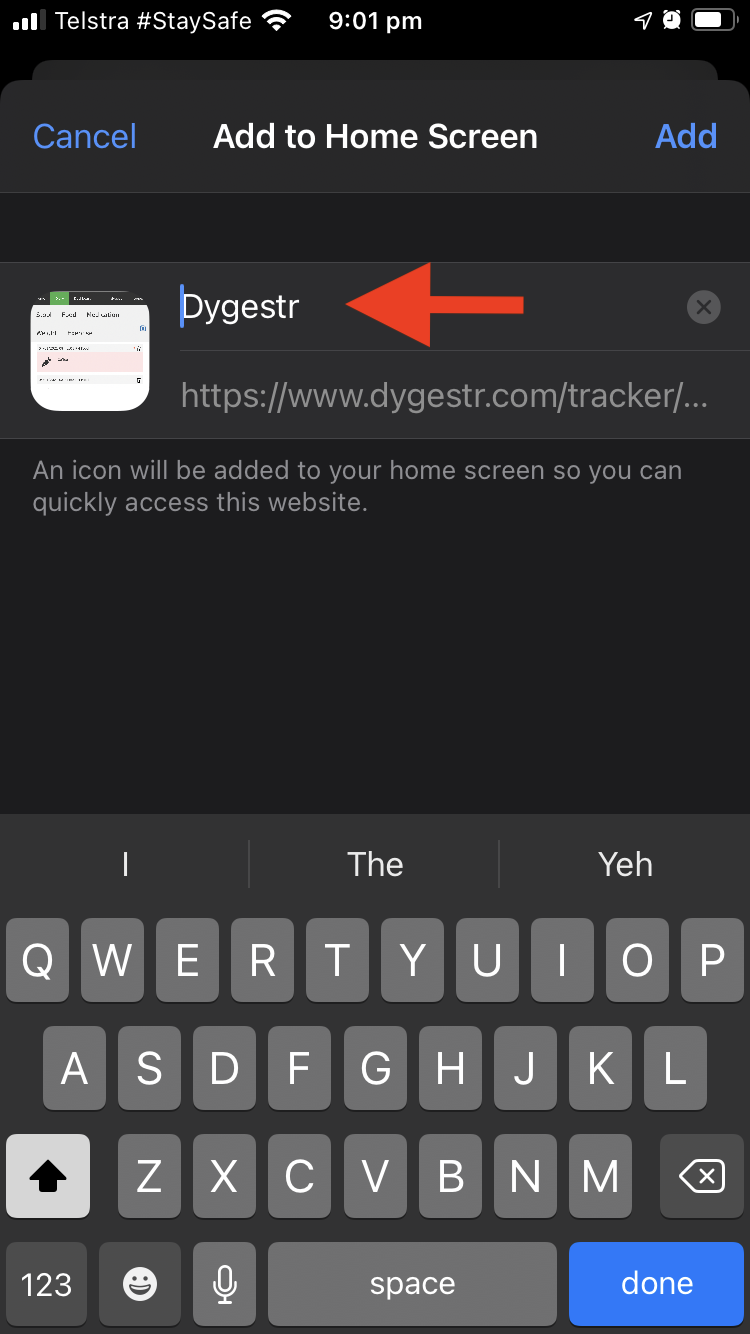 Telstra #StaySafe 9:01 pm
Cancel Add to Home Screen Add
Dygestr
https://www.dygestr.com/tracker/...
Stool Food Medication
Weight Exercise
An icon will be added to your home screen so you can
quickly access this website.
I The Yeh
Q W E R T Y U I O P
A S D F G H J K L
Z X C V B N M
123 space done